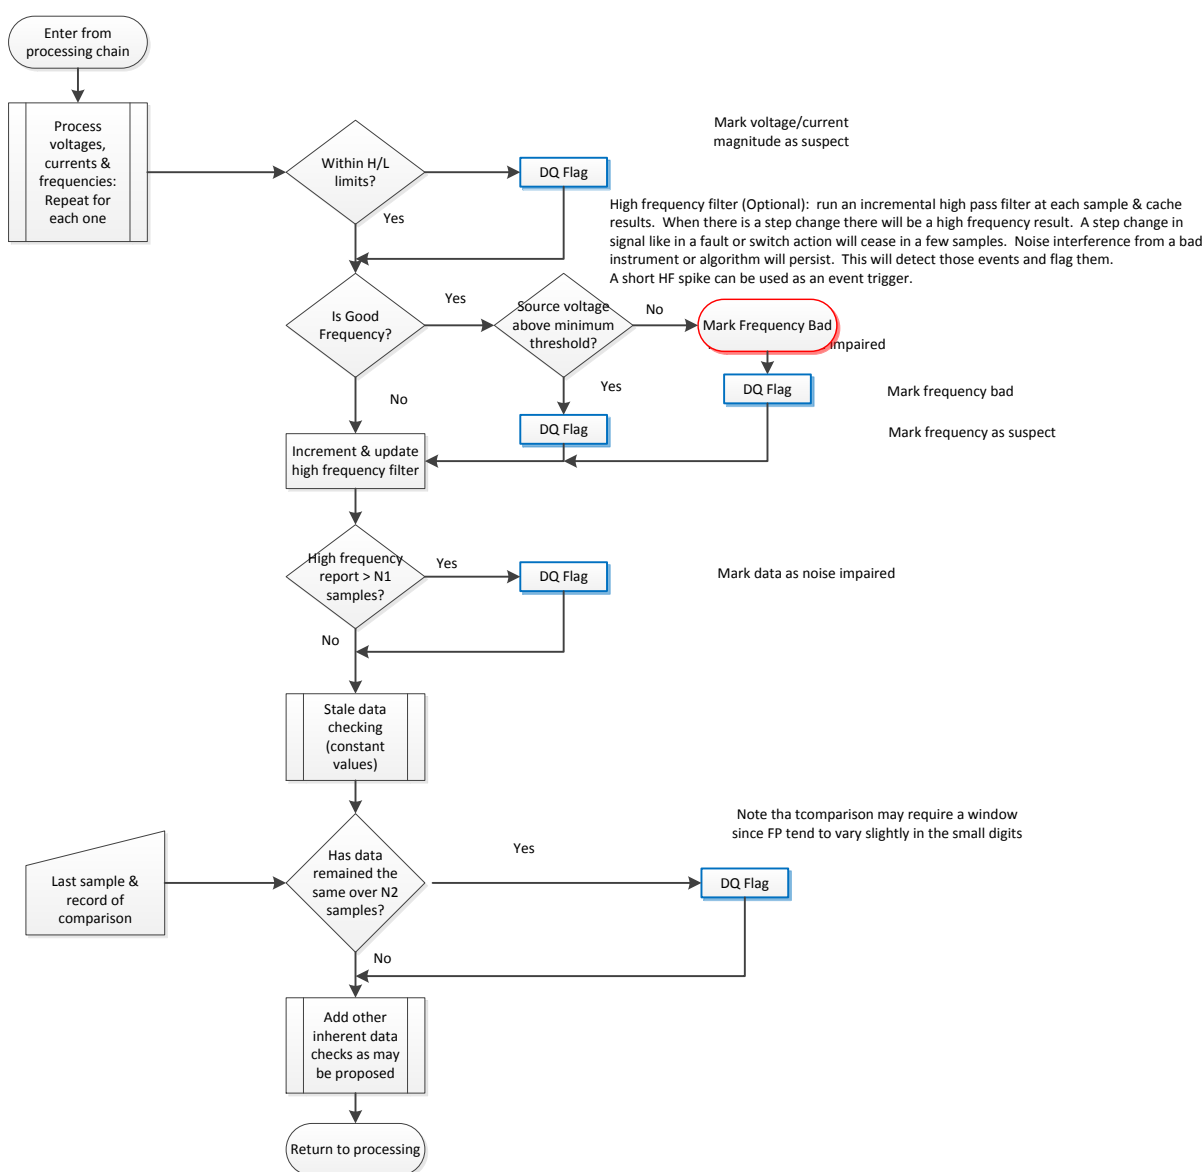 Enter from
processing chain
Process
voltages,
currents &
frequencies:
Repeat for
each one
Within H/L
limits?
DQ Flag
Mark voltage/current
magnitude as suspect
Yes
High frequency filter (Optional):  run an incremental high pass filter at each sample & cache
results.  When there is a step change there will be a high frequency result.  A step change in
signal like in a fault or switch action will cease in a few samples.  Noise interference from a bad
instrument or algorithm will persist.  This will detect those events and flag them.
A short HF spike can be used as an event trigger.
Is Good
Frequency?
Yes
Source voltage
above minimum
threshold?
No
Mark Frequency Bad
impaired
No
Yes
DQ Flag
DQ Flag
Mark frequency bad
Mark frequency as suspect
Increment & update
high frequency filter
High frequency
report > N1
samples?
Yes
DQ Flag
Mark data as noise impaired
No
Stale data
checking
(constant
values)
Note tha tcomparison may require a window
since FP tend to vary slightly in the small digits
Last sample &
record of
comparison
Has data
remained the
same over N2
samples?
Yes
DQ Flag
No
Add other
inherent data
checks as may
be proposed
Return to processing